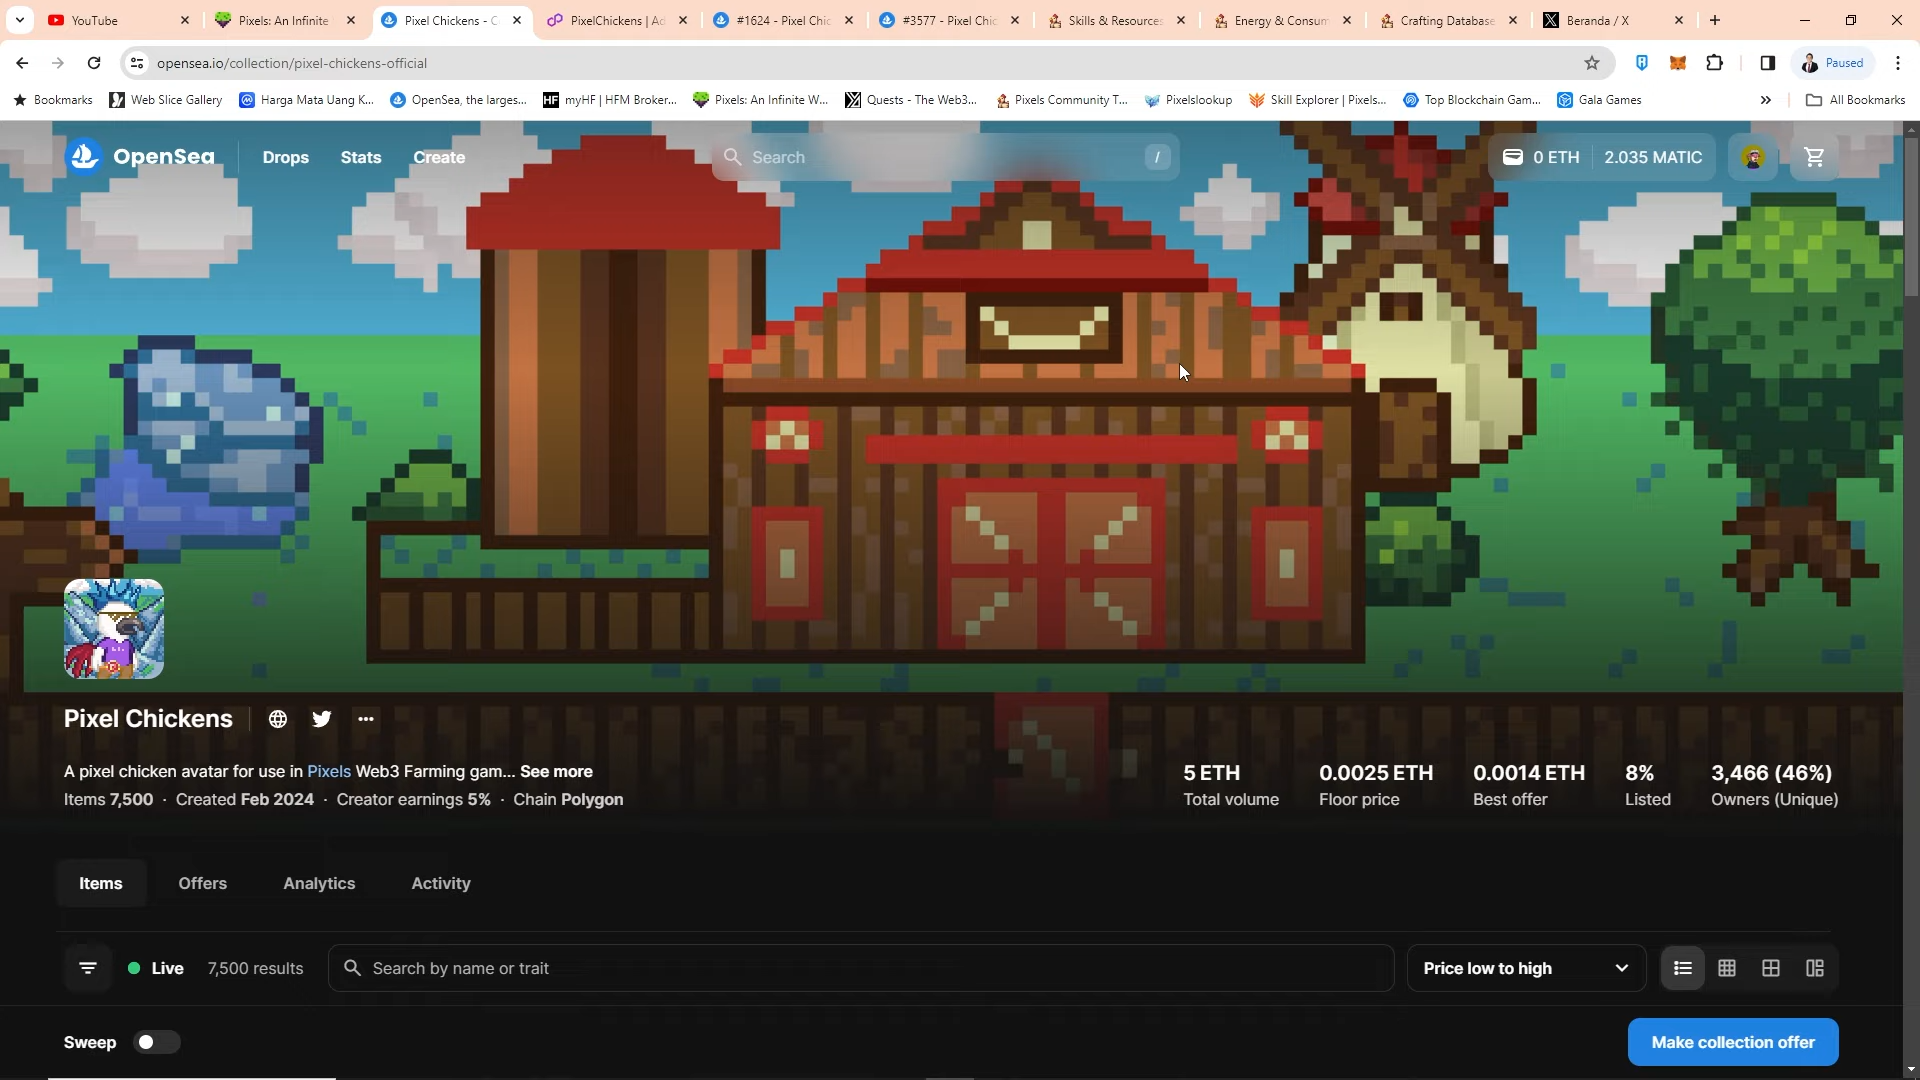 YouTube
Pixels: An Infinite
Pixel Chickens - C
PixelChickens | Ad
#1624 - Pixel Chic
#3577 - Pixel Chic
Skills & Resources
Energy & Consum
Crafting Database
Beranda / X
opensea.io/collection/pixel-chickens-official
Paused
Bookmarks
Web Slice Gallery
Harga Mata Uang K...
OpenSea, the larges...
myHF | HFM Broker...
Pixels: An Infinite W...
Quests - The Web3...
Pixels Community T...
Pixelslookup
Skill Explorer | Pixels...
Top Blockchain Gam...
Gala Games
All Bookmarks
OpenSea
Drops
Stats
Create
Search
/
0 ETH
2.035 MATIC
Pixel Chickens
A pixel chicken avatar for use in Pixels Web3 Farming gam... See more
Items 7,500 · Created Feb 2024 · Creator earnings 5% · Chain Polygon
5 ETH
Total volume
0.0025 ETH
Floor price
0.0014 ETH
Best offer
8%
Listed
3,466 (46%)
Owners (Unique)
Items
Offers
Analytics
Activity
Live
7,500 results
Search by name or trait
Price low to high
Sweep
Make collection offer